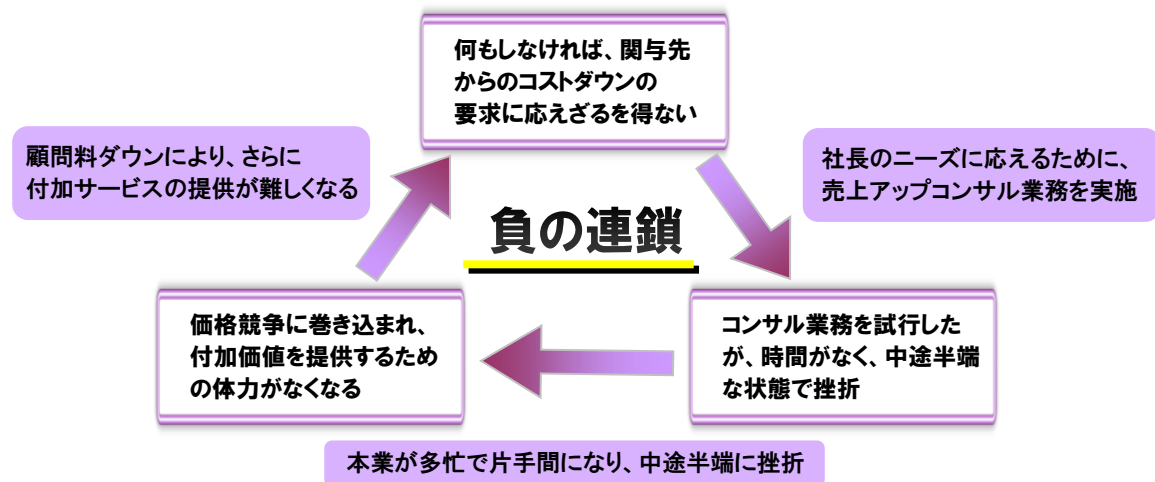 何もしなければ、関与先
からのコストダウンの
要求に応えざるを得ない
顧問料ダウンにより、さらに
付加サービスの提供が難しくなる
社長のニーズに応えるために、
売上アップコンサル業務を実施
負の連鎖
価格競争に巻き込まれ、
付加価値を提供するため
の体力がなくなる
コンサル業務を試行した
が、時間がなく、中途半端
な状態で挫折
本業が多忙で片手間になり、中途半端に挫折